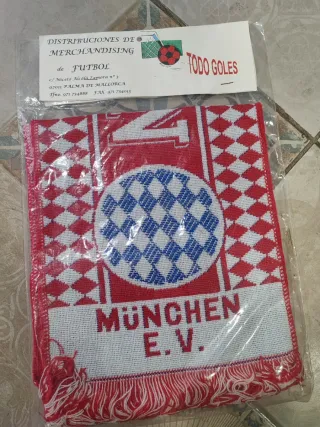 DISTRIBUCIONES DE
MERCHANDISING
de FUTBOL
TODO GOLES
PALMA DE MALLORCA
N
MÜNCHEN
E.V.